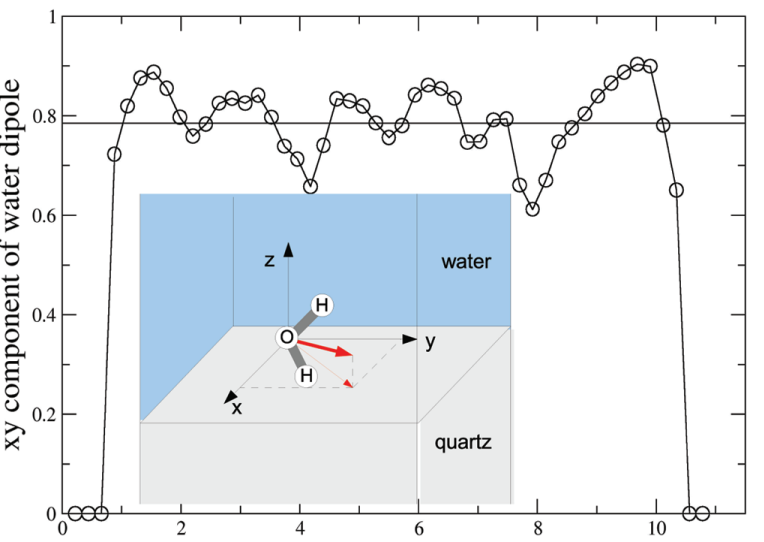 xy component of water dipole
1
0.8
0.6
0.4
0.2
0
0 2 4 6 8 10
water
z
H
O
y
H
x
quartz